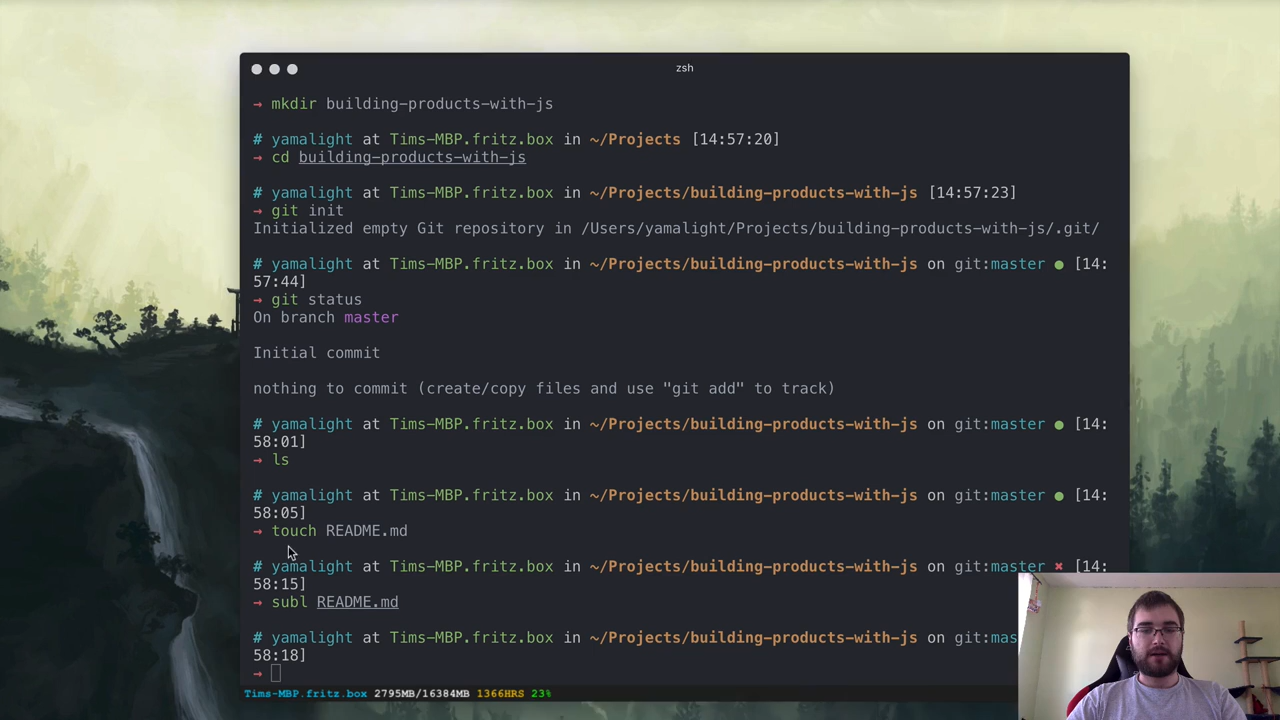 zsh
→ mkdir building-products-with-js
# yamalight at Tims-MBP.fritz.box in ~/Projects [14:57:20]
→ cd building-products-with-js
# yamalight at Tims-MBP.fritz.box in ~/Projects/building-products-with-js [14:57:23]
→ git init
Initialized empty Git repository in /Users/yamalight/Projects/building-products-with-js/.git/
# yamalight at Tims-MBP.fritz.box in ~/Projects/building-products-with-js on git:master ● [14:
57:44]
→ git status
On branch master
Initial commit
nothing to commit (create/copy files and use "git add" to track)
# yamalight at Tims-MBP.fritz.box in ~/Projects/building-products-with-js on git:master ● [14:
58:01]
→ ls
# yamalight at Tims-MBP.fritz.box in ~/Projects/building-products-with-js on git:master ● [14:
58:05]
→ touch README.md
# yamalight at Tims-MBP.fritz.box in ~/Projects/building-products-with-js on git:master ✖ [14:
58:15]
→ subl README.md
# yamalight at Tims-MBP.fritz.box in ~/Projects/building-products-with-js on git:mas
58:18]
→
Tims-MBP.fritz.box 2795MB/16384MB 1366HRS 23%